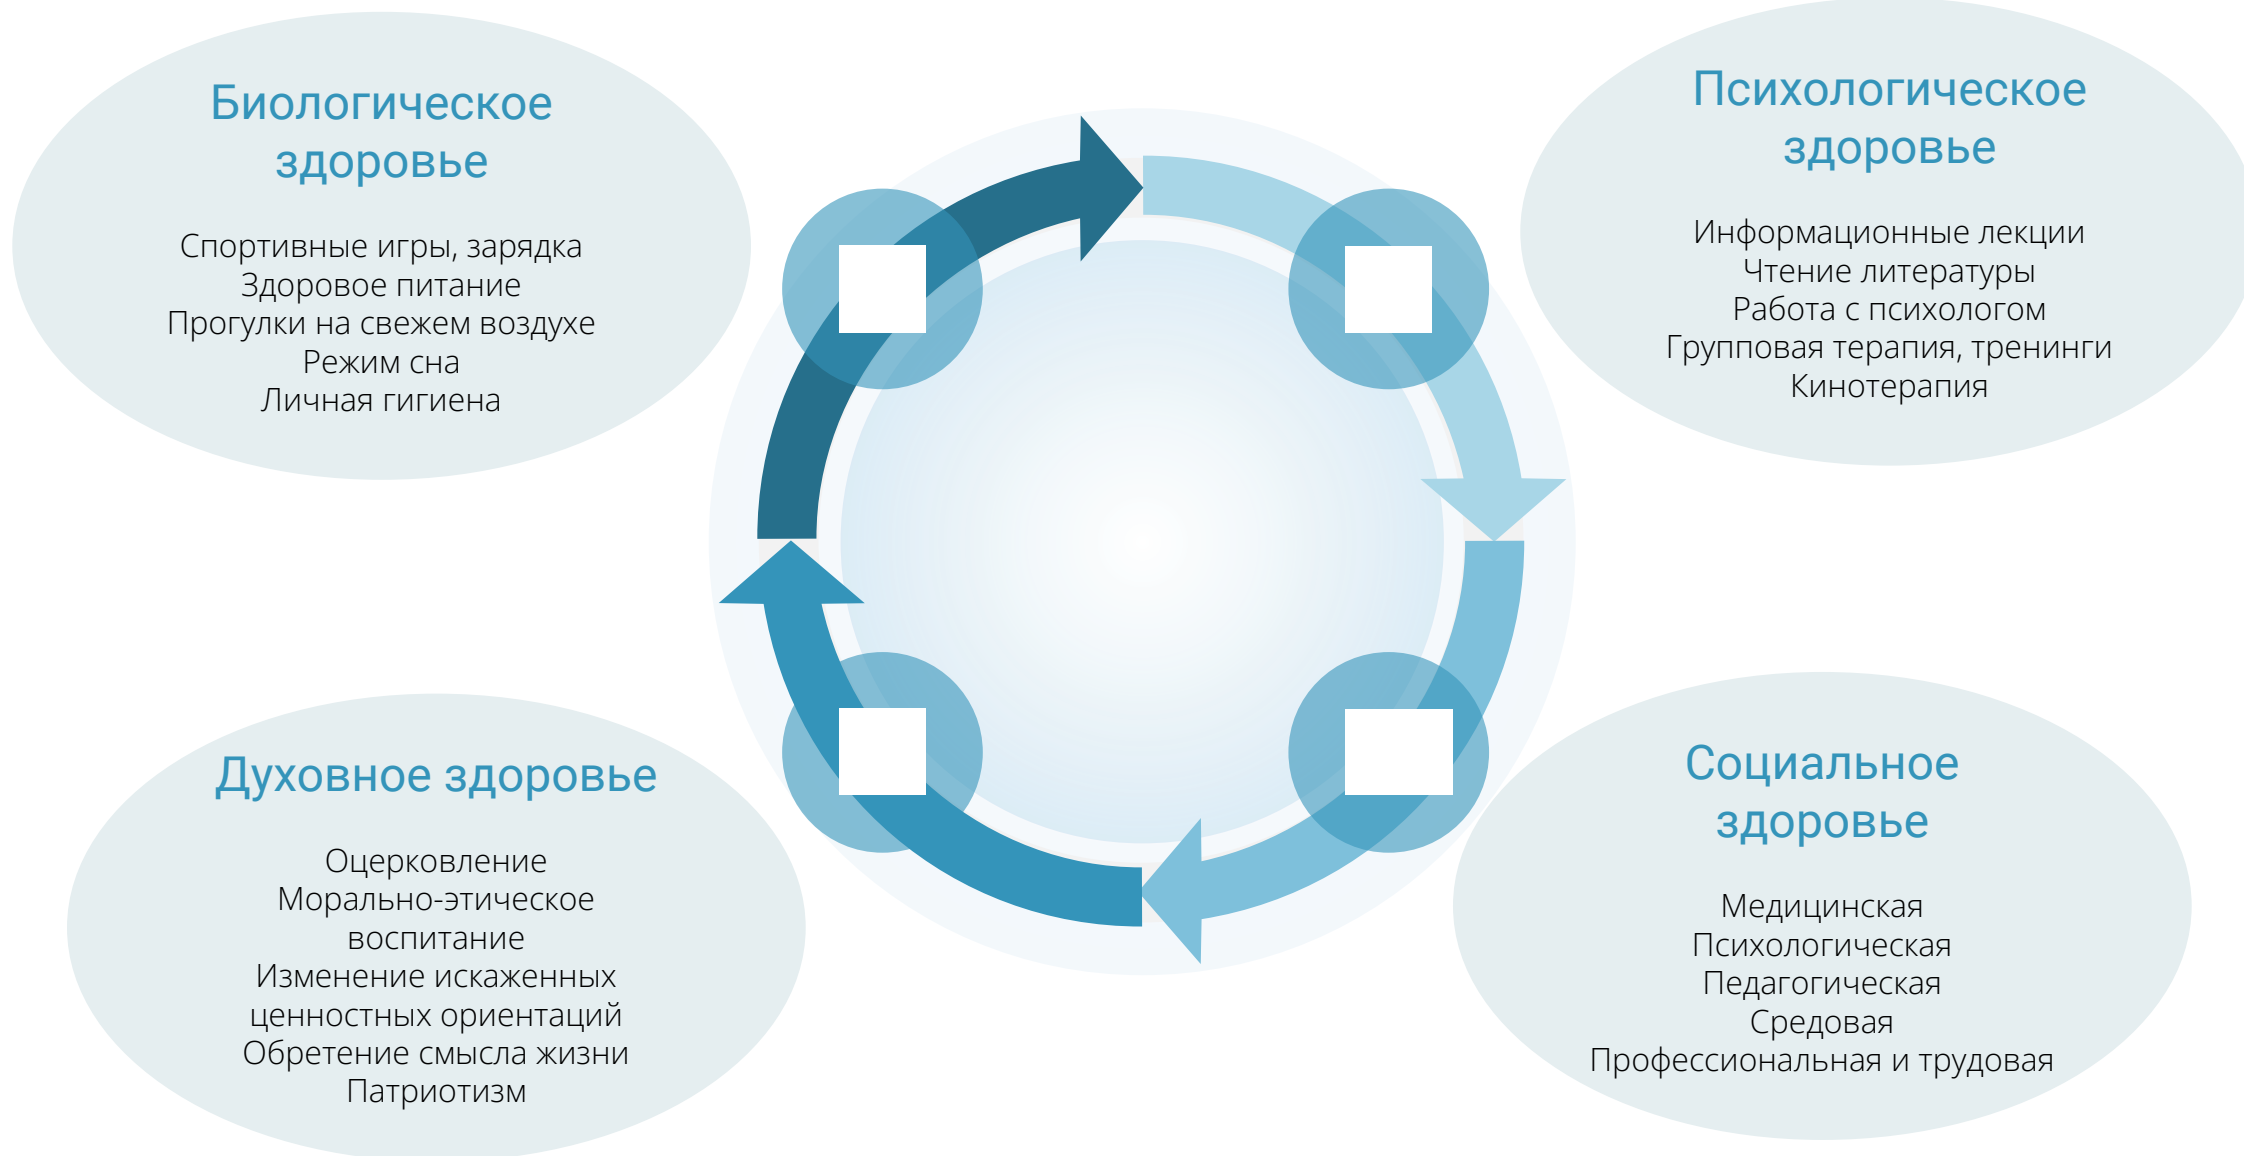 Биологическое
здоровье
Спортивные игры, зарядка
Здоровое питание
Прогулки на свежем воздухе
Режим сна
Личная гигиена
Психологическое
здоровье
Информационные лекции
Чтение литературы
Работа с психологом
Групповая терапия, тренинги
Кинотерапия
Духовное здоровье
Оцерковление
Морально-этическое
воспитание
Изменение искаженных
ценностных ориентаций
Обретение смысла жизни
Патриотизм
Социальное
здоровье
Медицинская
Психологическая
Педагогическая
Средовая
Профессиональная и трудовая